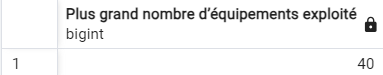 Plus grand nombre d’équipements exploité
bigint
1 40